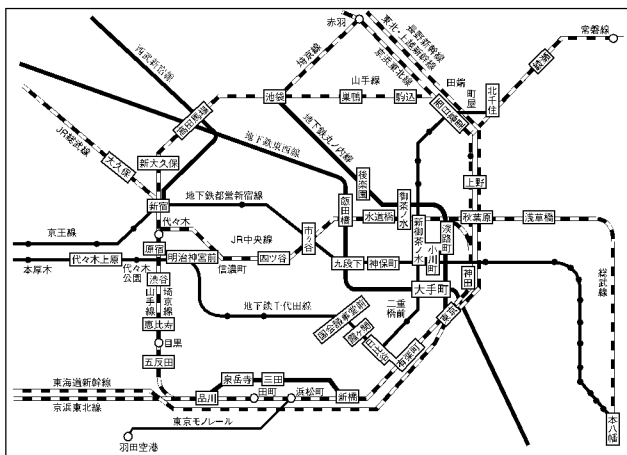 赤羽
常磐線
長野新幹線
東北・上越新幹線
京浜東北線
常磐線
西武新宿線
埼京線
山手線
田端
町屋
北千住
池袋
巣鴨
駒込
西日暮里
高田馬場
JR総武線
地下鉄東西線
地下鉄丸ノ内線
大久保
新大久保
後楽園
御茶ノ水
上野
新宿
地下鉄都営新宿線
飯田橋
水道橋
新御茶ノ水
淡路町
秋葉原
浅草橋
代々木
市ヶ谷
京王線
JR中央線
小川町
原宿
四ツ谷
信濃町
九段下
神保町
神田
本厚木
代々木上原
代々木公園
明治神宮前
総武線
渋谷
大手町
山手線
埼京線
地下鉄千代田線
国会議事堂前
二重橋前
東京
恵比寿
霞ヶ関
日比谷
有楽町
目黒
五反田
東海道新幹線
京浜東北線
泉岳寺
三田
品川
田町
浜松町
新橋
本八幡
東京モノレール
羽田空港